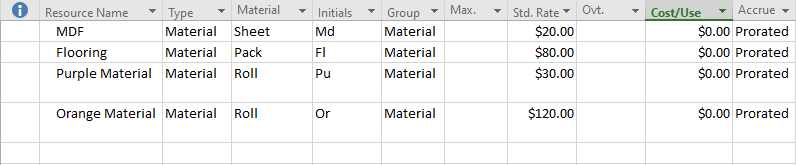 i Resource Name Type Material Initials Group Max. Std. Rate Ovt. Cost/Use Accrue
MDF Material Sheet Md Material $20.00 $0.00 Prorated
Flooring Material Pack Fl Material $80.00 $0.00 Prorated
Purple Material Material Roll Pu Material $30.00 $0.00 Prorated
Orange Material Material Roll Or Material $120.00 $0.00 Prorated